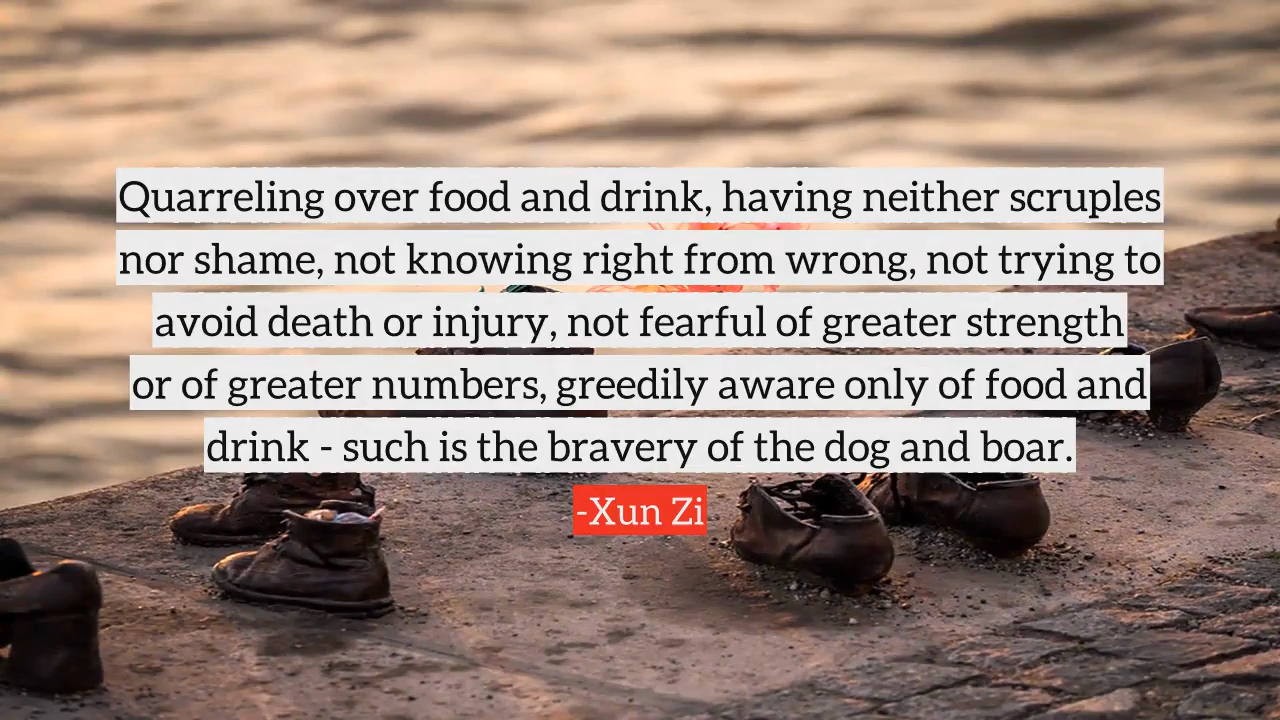 Quarreling over food and drink, having neither scruples
nor shame, not knowing right from wrong, not trying to
avoid death or injury, not fearful of greater strength
or of greater numbers, greedily aware only of food and
drink - such is the bravery of the dog and boar.
-Xun Zi